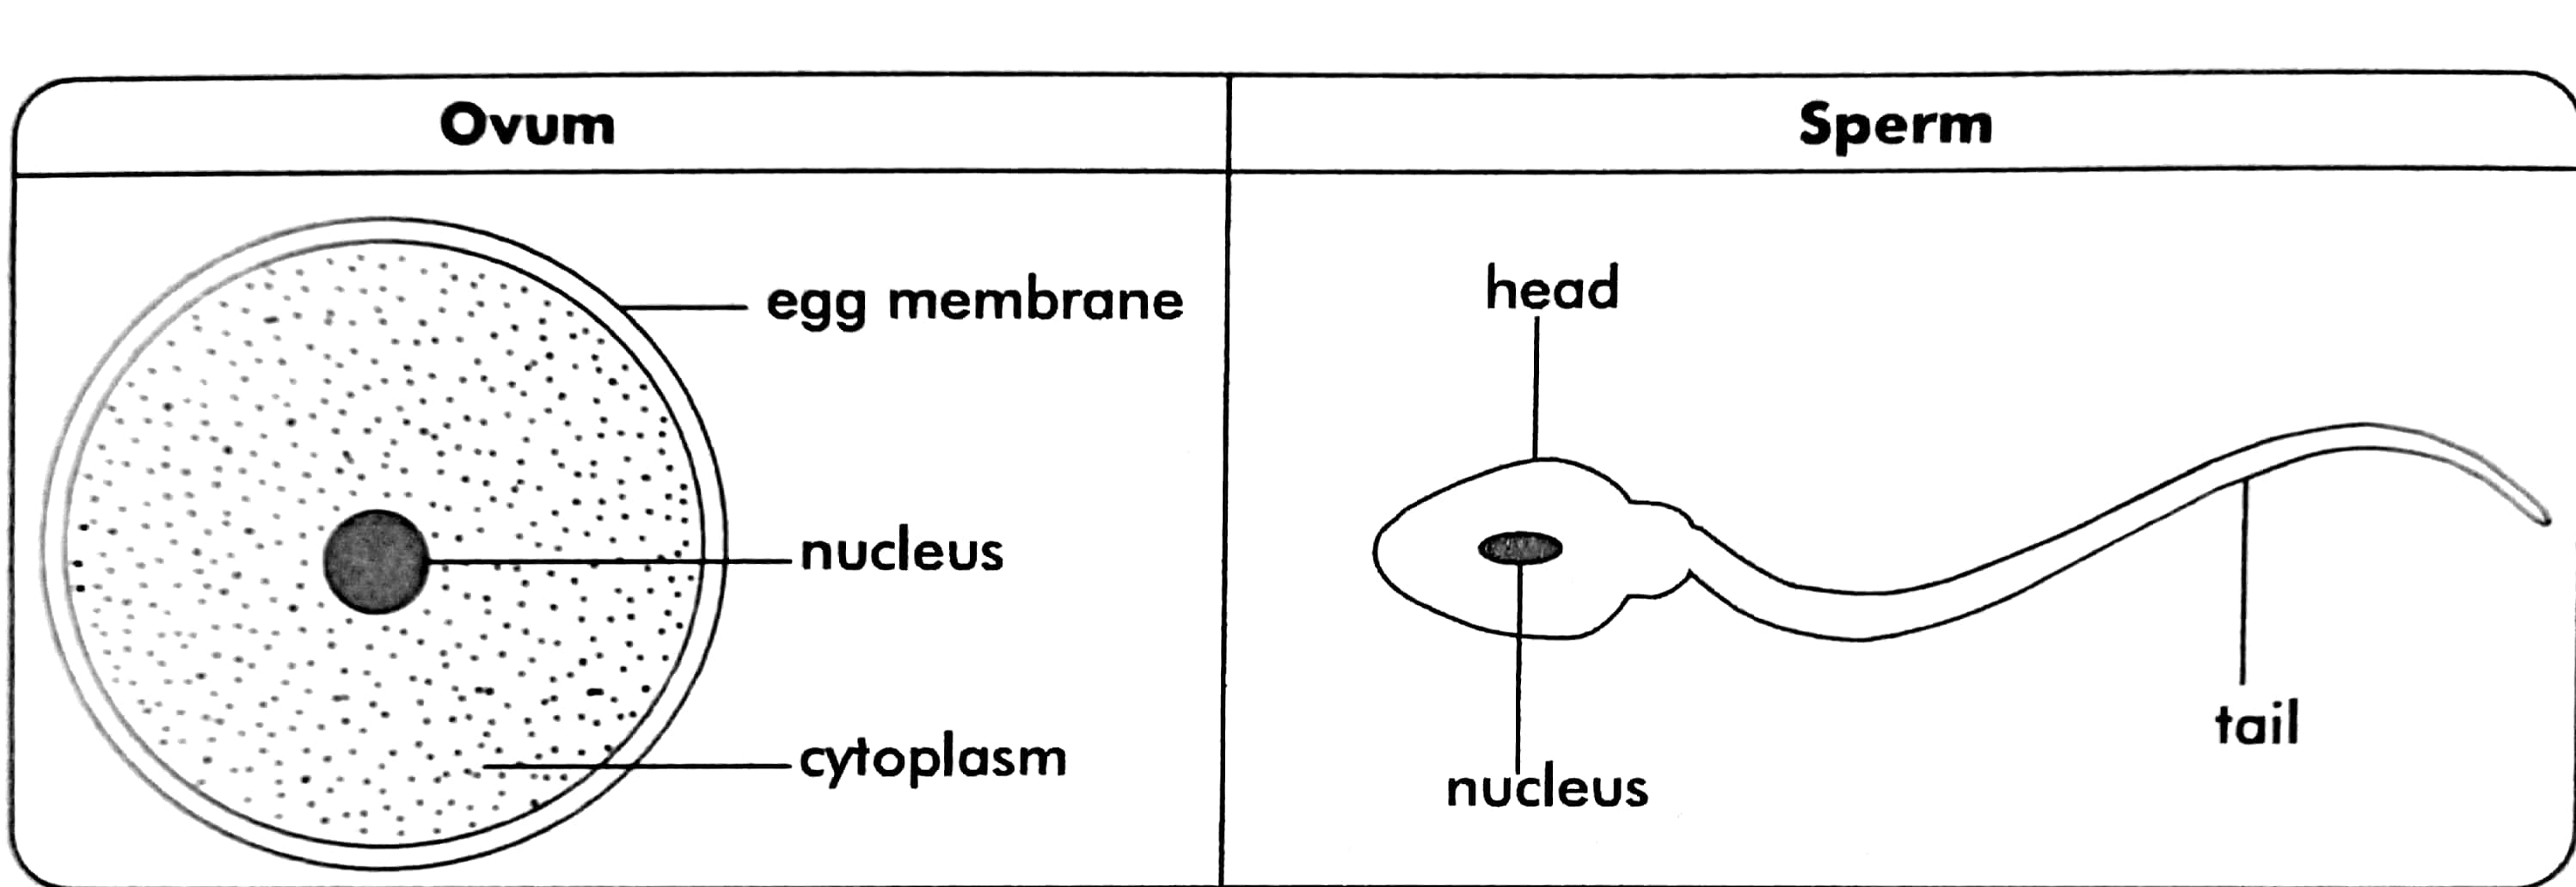 Ovum
Sperm
egg membrane
nucleus
cytoplasm
head
nucleus
tail